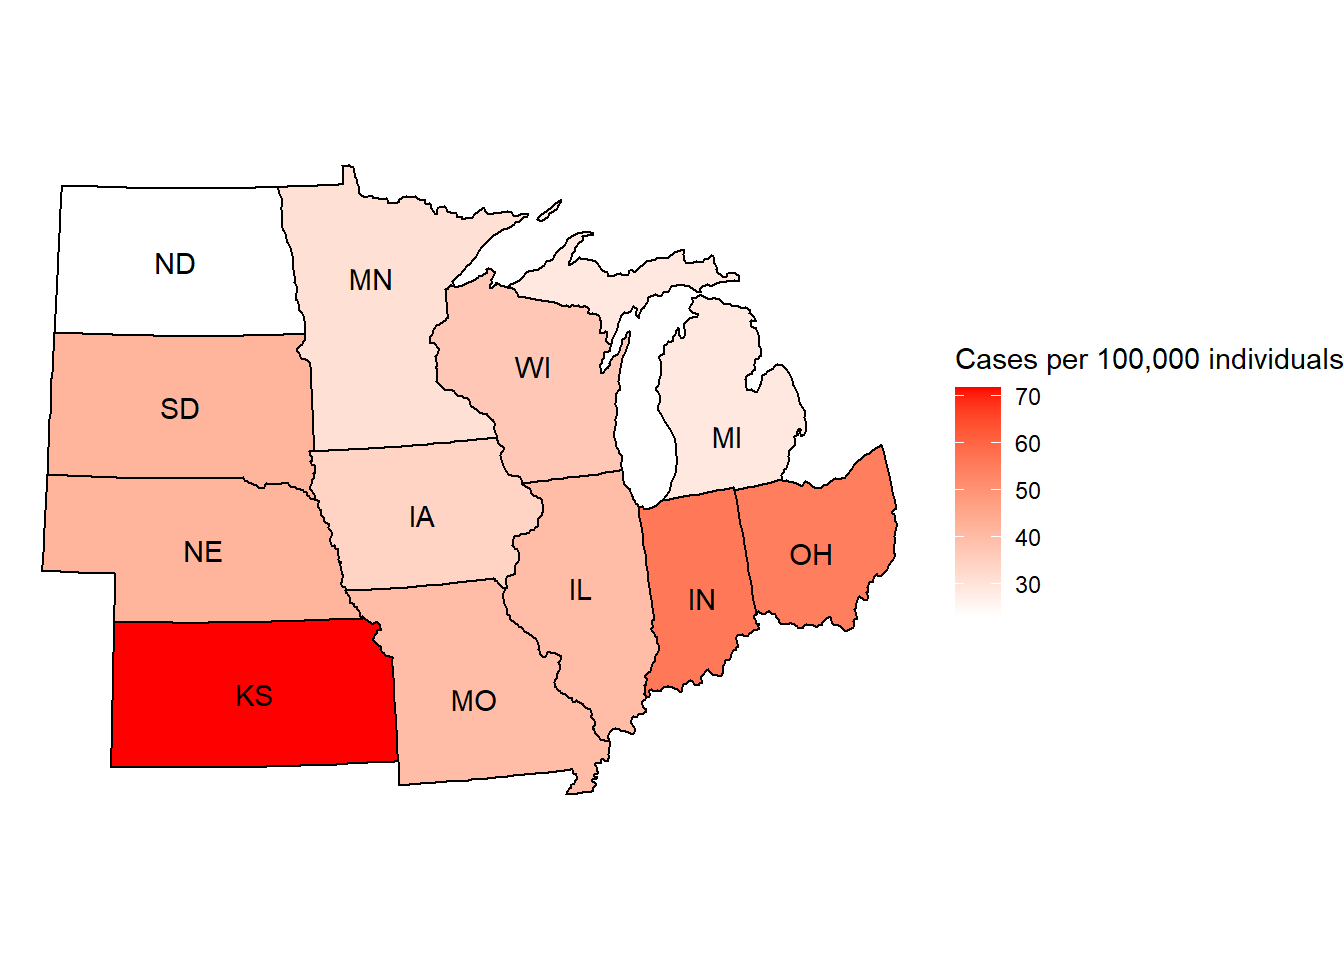 ND
MN
WI
SD
MI
IA
NE
OH
IL
IN
KS
MO
Cases per 100,000 individuals
70
60
50
40
30